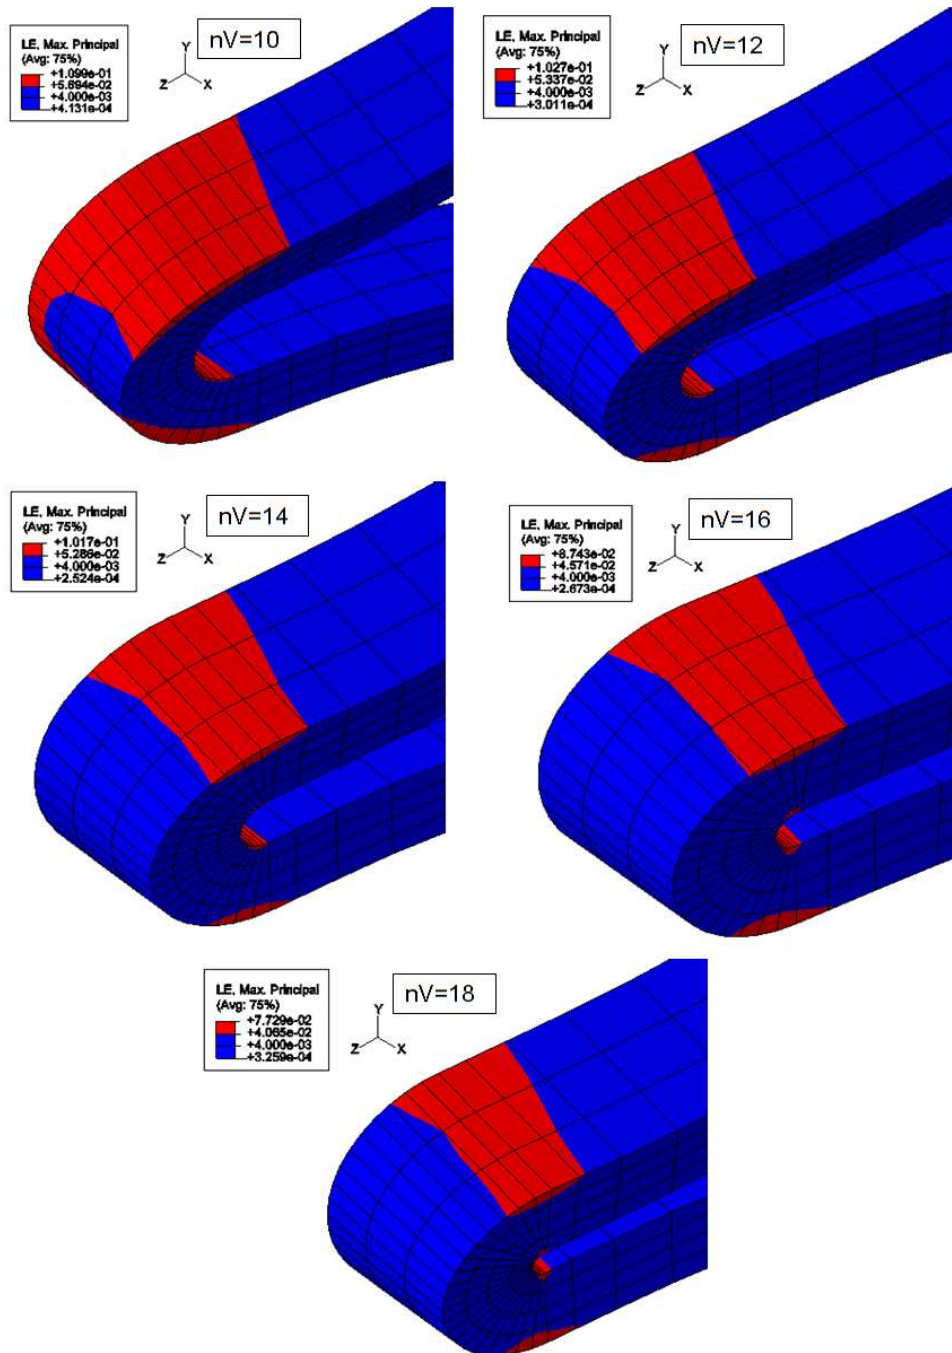 LE, Max. Principal
(Avg: 75%)
+1.099e-01
+5.694e-02
+4.000e-03
+4.131e-04
nV=10
Y
Z X
LE, Max. Principal
(Avg: 75%)
+1.027e-01
+5.337e-02
+4.000e-03
+3.011e-04
nV=12
Y
Z X
LE, Max. Principal
(Avg: 75%)
+1.017e-01
+5.286e-02
+4.000e-03
+2.524e-04
nV=14
Y
Z X
LE, Max. Principal
(Avg: 75%)
+8.743e-02
+4.571e-02
+4.000e-03
+2.673e-04
nV=16
Y
Z X
LE, Max. Principal
(Avg: 75%)
+7.729e-02
+4.065e-02
+4.000e-03
+3.259e-04
nV=18
Y
Z X